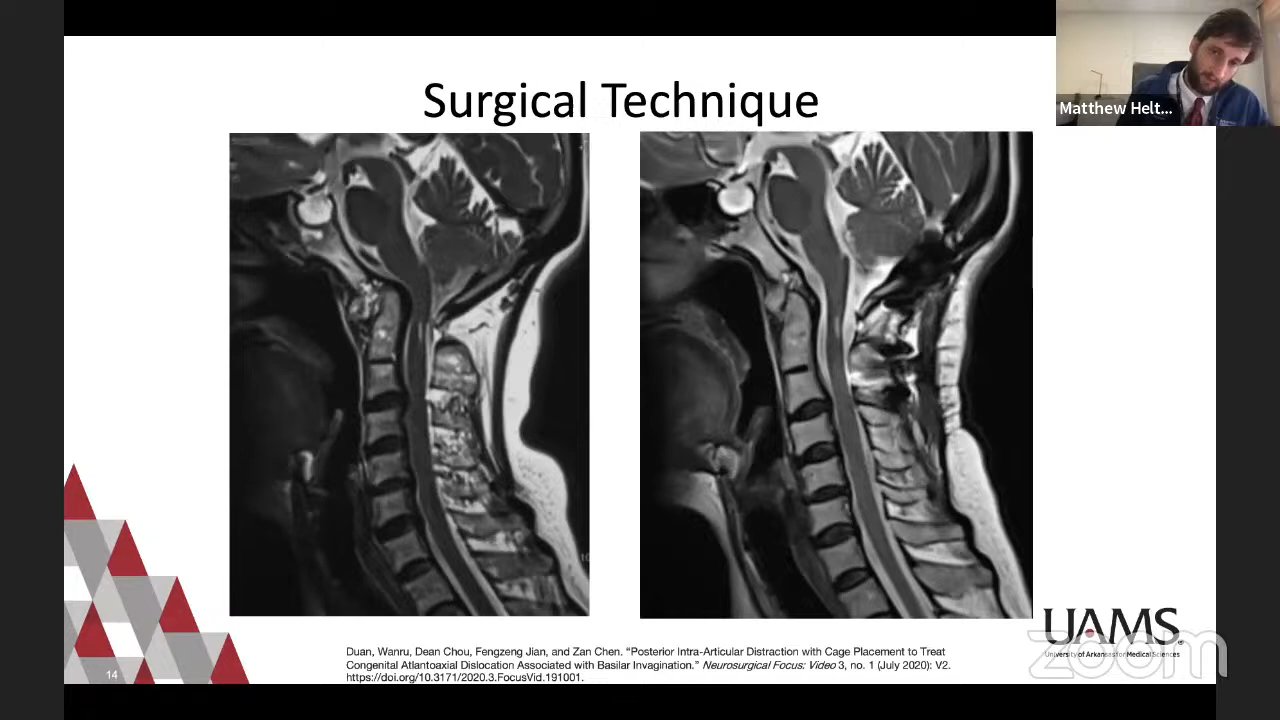 Surgical Technique
Matthew Helt...
Duan, Wanru, Dean Chou, Fengzeng Jian, and Zan Chen. “Posterior Intra-Articular Distraction with Cage Placement to Treat
Congenital Atlantoaxial Dislocation Associated with Basilar Invagination.” Neurosurgical Focus: Video 3, no. 1 (July 2020): V2.
https://doi.org/10.3171/2020.3.FocusVid.191001.
UAMS
University of Arkansas for Medical Sciences
zoom
14